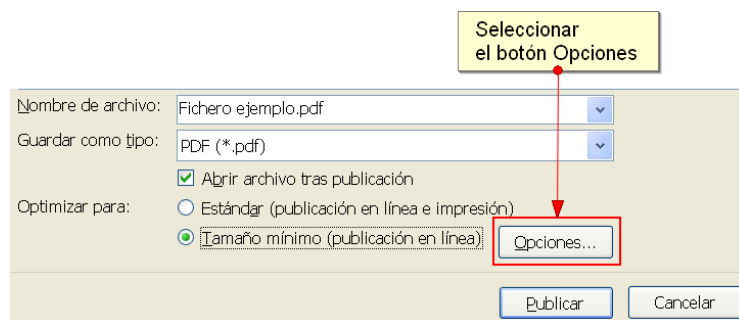 Seleccionar
el botón Opciones
Nombre de archivo: Fichero ejemplo.pdf
Guardar como tipo: PDF (*.pdf)
Abrir archivo tras publicación
Optimizar para: Estándar (publicación en línea e impresión)
Tamaño mínimo (publicación en línea) Opciones...
Publicar Cancelar